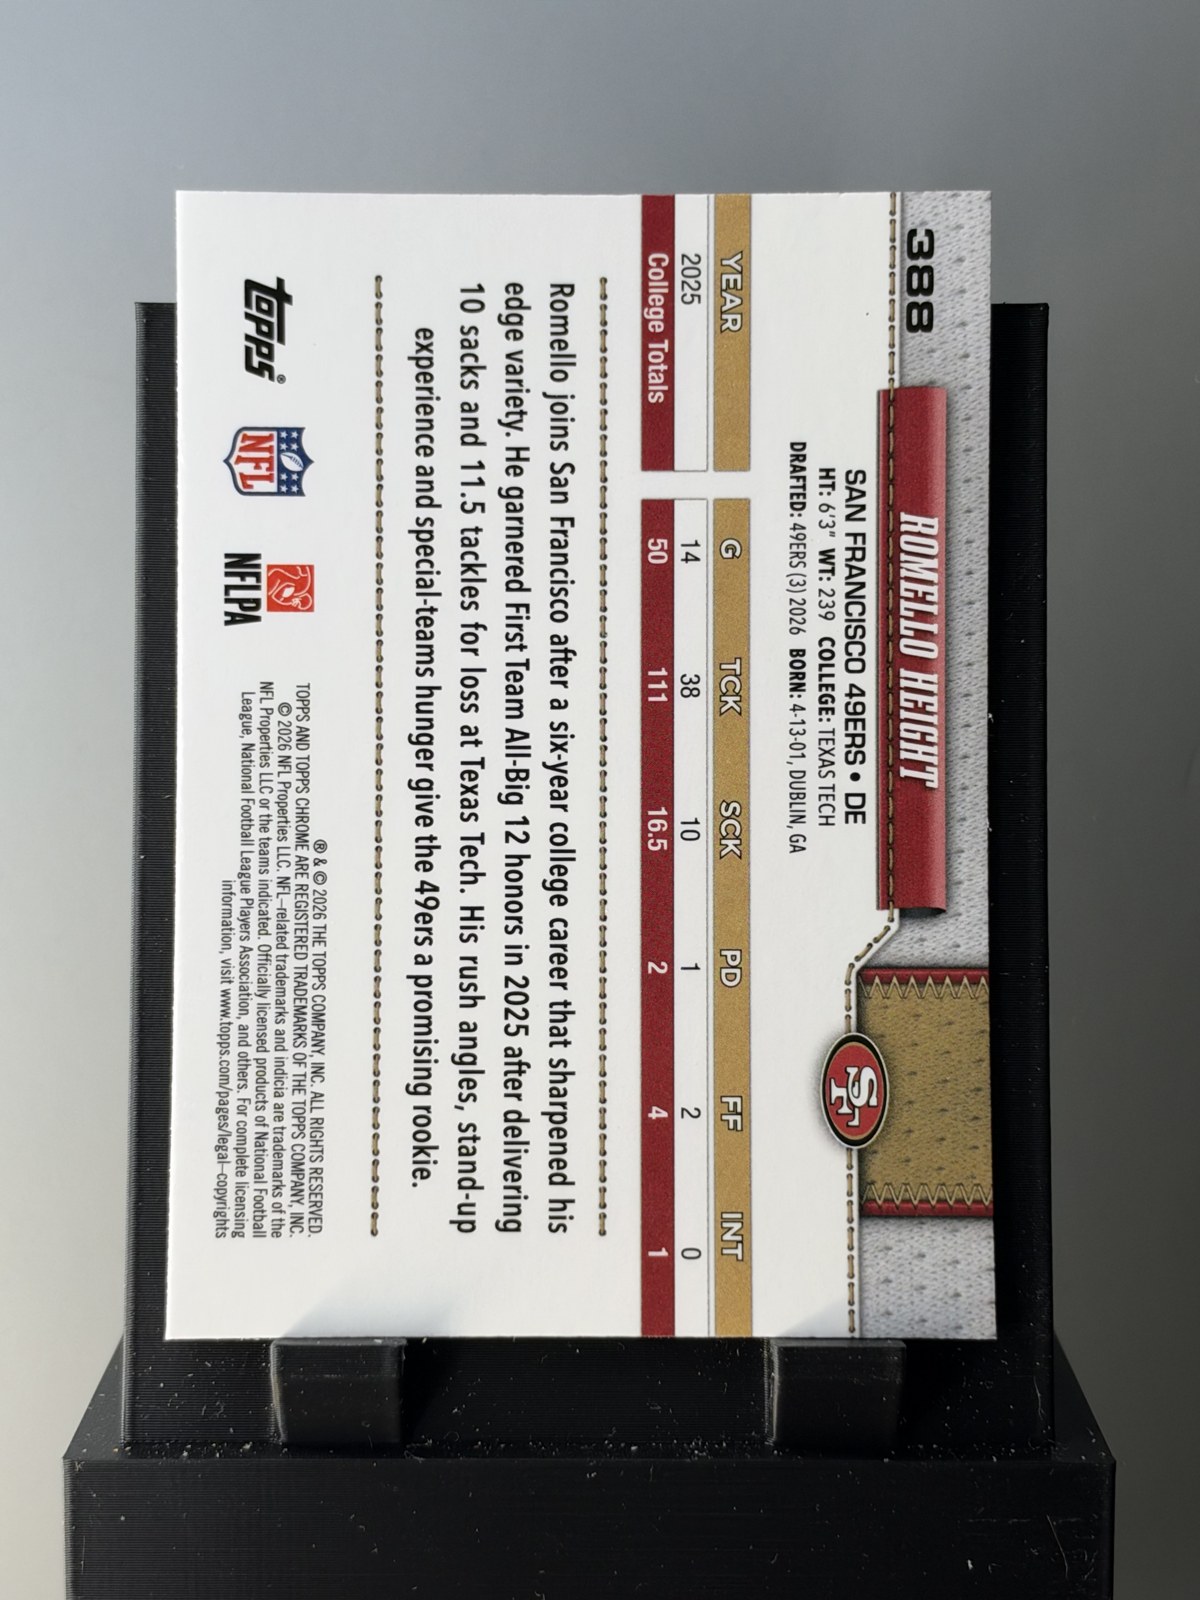 388
ROMELLO HEIGHT
SAN FRANCISCO 49ERS • DE
HT: 6'3" WT: 239 COLLEGE: TEXAS TECH
DRAFTED: 49ERS (3) 2026 BORN: 4-13-01, DUBLIN, GA
SF
YEAR G TCK SCK PD FF INT
2025 14 38 10 1 2 0
College Totals 50 111 16.5 2 4 1
Romello joins San Francisco after a six-year college career that sharpened his
edge variety. He garnered First Team All-Big 12 honors in 2025 after delivering
10 sacks and 11.5 tackles for loss at Texas Tech. His rush angles, stand-up
experience and special-teams hunger give the 49ers a promising rookie.
topps®
NFL
NFLPA
® & © 2026 THE TOPPS COMPANY, INC. ALL RIGHTS RESERVED.
TOPPS AND TOPPS CHROME ARE REGISTERED TRADEMARKS OF THE TOPPS COMPANY, INC.
© 2026 NFL Properties LLC. NFL-related trademarks and indicia are trademarks of the
NFL Properties LLC or the teams indicated. Officially licensed products of National Football
League, National Football League Players Association, and others. For complete licensing
information, visit www.topps.com/pages/legal-copyrights